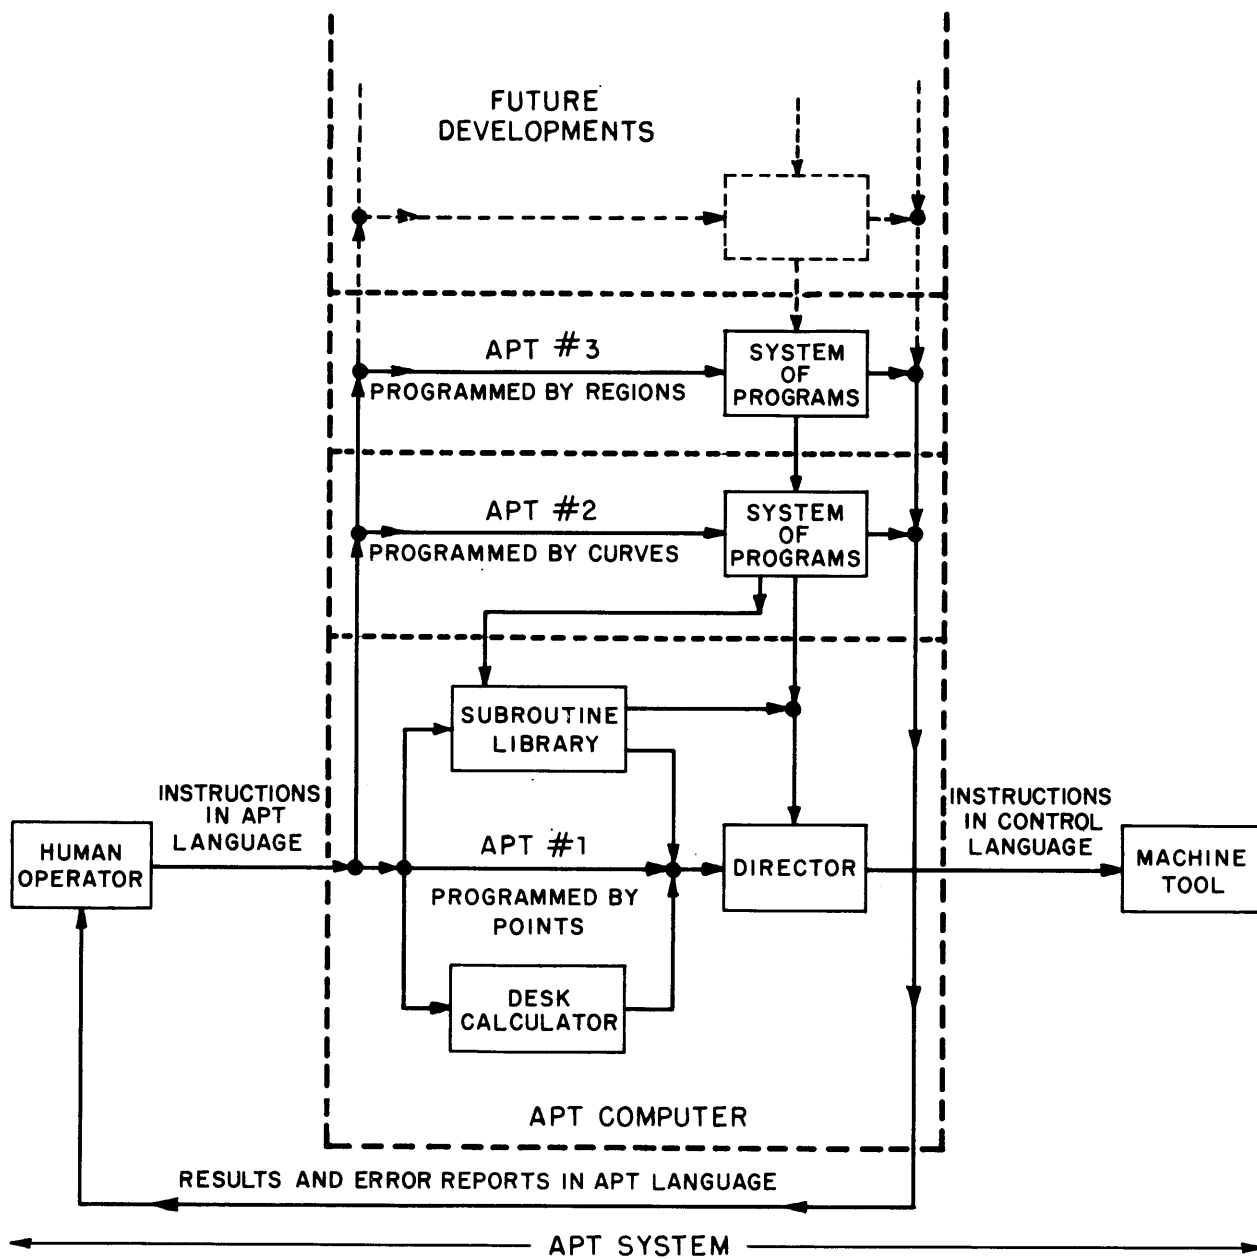 FUTURE
DEVELOPMENTS
APT #3
PROGRAMMED BY REGIONS
SYSTEM
OF
PROGRAMS
APT #2
PROGRAMMED BY CURVES
SYSTEM
OF
PROGRAMS
SUBROUTINE
LIBRARY
INSTRUCTIONS
IN APT
LANGUAGE
HUMAN
OPERATOR
APT #1
PROGRAMMED BY
POINTS
DIRECTOR
INSTRUCTIONS
IN CONTROL
LANGUAGE
MACHINE
TOOL
DESK
CALCULATOR
APT COMPUTER
RESULTS AND ERROR REPORTS IN APT LANGUAGE
APT SYSTEM